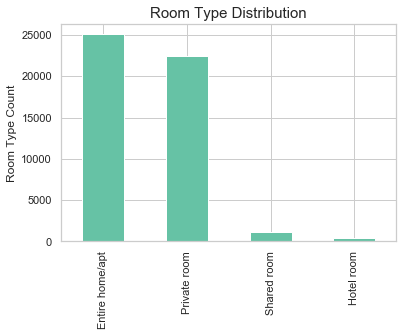 Room Type Distribution
25000
20000
15000
10000
5000
0
Room Type Count
Entire home/apt
Private room
Shared room
Hotel room